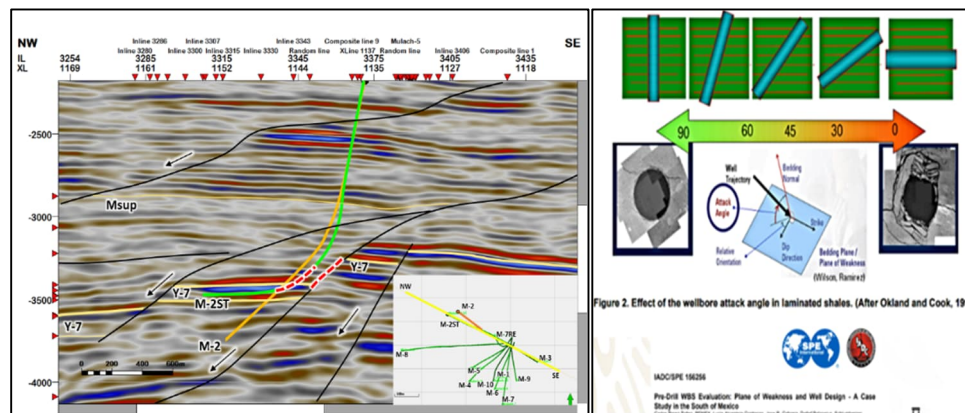 NW
SE
Inline 3286
Inline 3307
Inline 3343
Composite line 9
Mulach-5
Inline 3280
Inline 3300
Inline 3315
Inline 3330
Random line
XLine 1137
Random line
Inline 3406
Composite line 1
IL 3254 3285 3315 3345 3375 3405 3435
XL 1169 1161 1152 1144 1135 1127 1118
-2500
Msup
-3000
Y-7
Y-7
-3500
M-2ST
Y-7
M-2
0 200 400 600m
-4000
NW
M-2
M-2ST
M-7RE
M-8
M-3
SE
M-5
M-4
M-10
M-1
M-6
M-9
M-7
90 60 45 30 0
Bedding Normal
Well Trajectory
Attack Angle
Strike
Relative Orientation
Dip Direction
Bedding Plane / Plane of Weakness
(Wilson, Ramirez)
Figure 2. Effect of the wellbore attack angle in laminated shales. (After Okland and Cook, 19
SPE
International
IADC/SPE 156256
Pre-Drill WBS Evaluation: Plane of Weakness and Well Design - A Case
Study in the South of Mexico